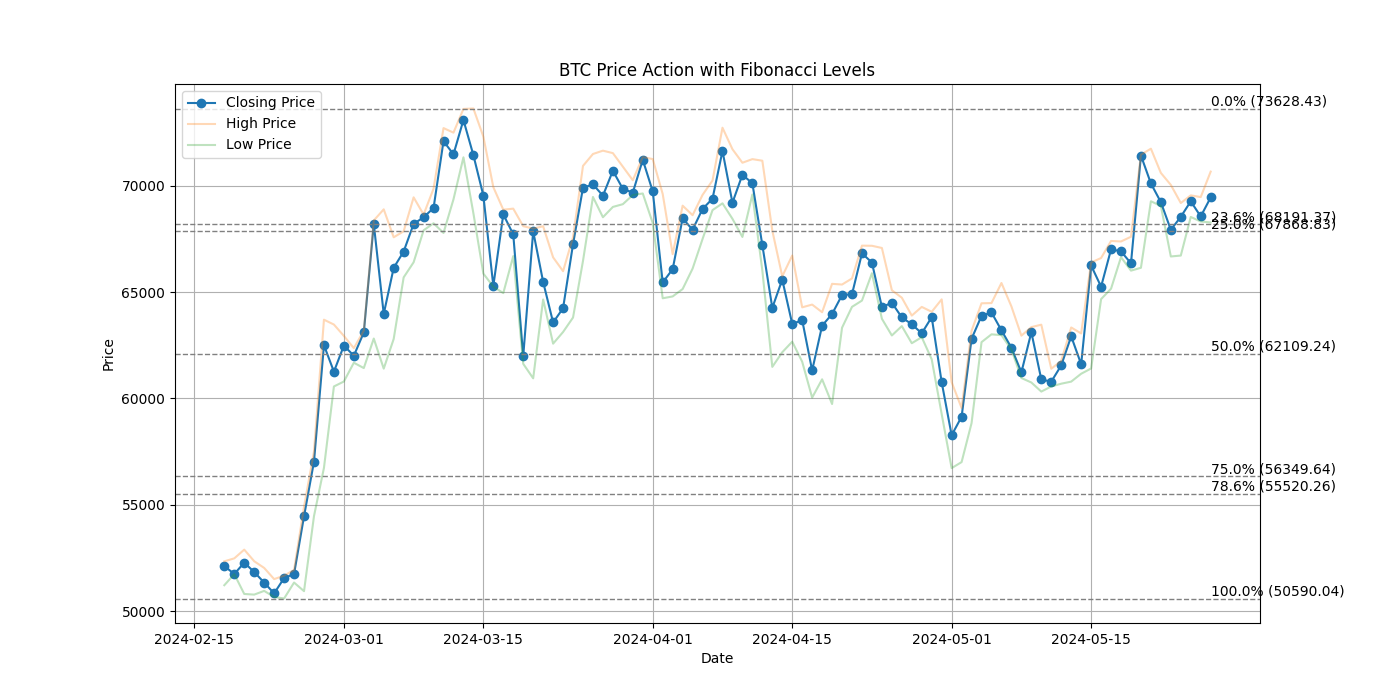 BTC Price Action with Fibonacci Levels
Closing Price
High Price
Low Price
0.0% (73628.43)
23.6% (68191.37)
25.0% (67868.83)
50.0% (62109.24)
75.0% (56349.64)
78.6% (55520.26)
100.0% (50590.04)
Price
70000
65000
60000
55000
50000
2024-02-15 2024-03-01 2024-03-15 2024-04-01 2024-04-15 2024-05-01 2024-05-15
Date